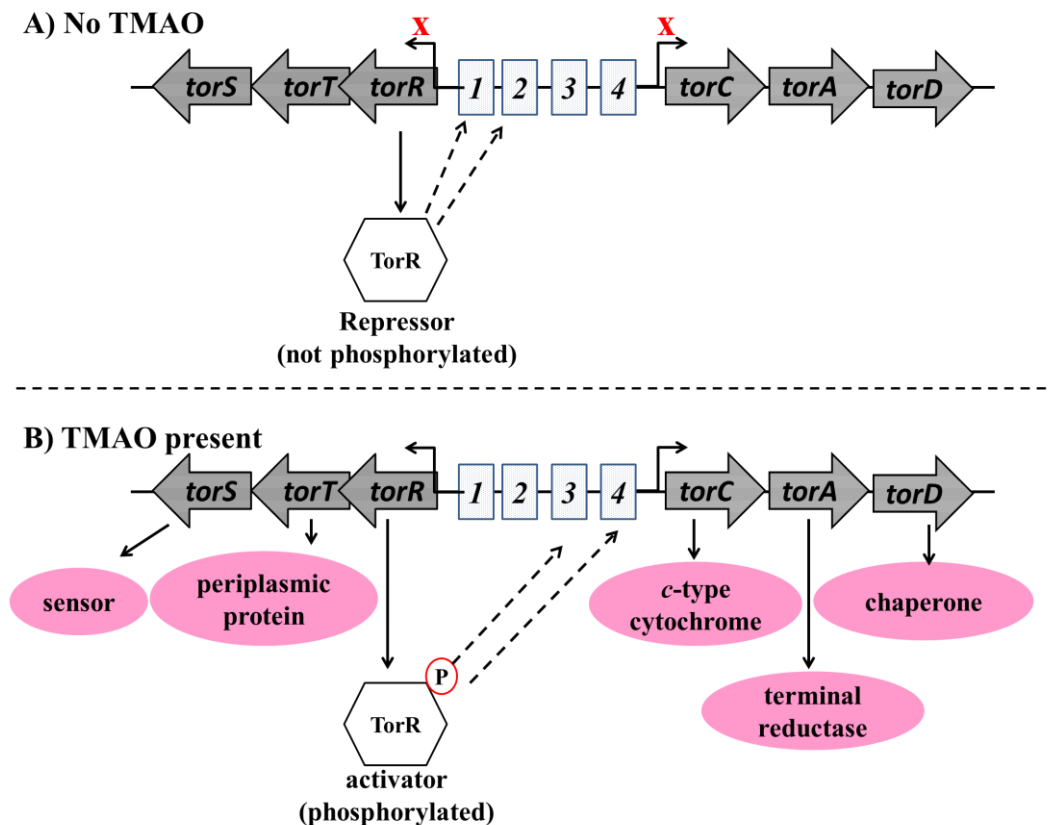 A) No TMAO
X X
torS torT torR 1 2 3 4 torC torA torD
TorR
Repressor
(not phosphorylated)
B) TMAO present
torS torT torR 1 2 3 4 torC torA torD
sensor
periplasmic
protein
c-type
cytochrome
chaperone
P
TorR
terminal
reductase
activator
(phosphorylated)